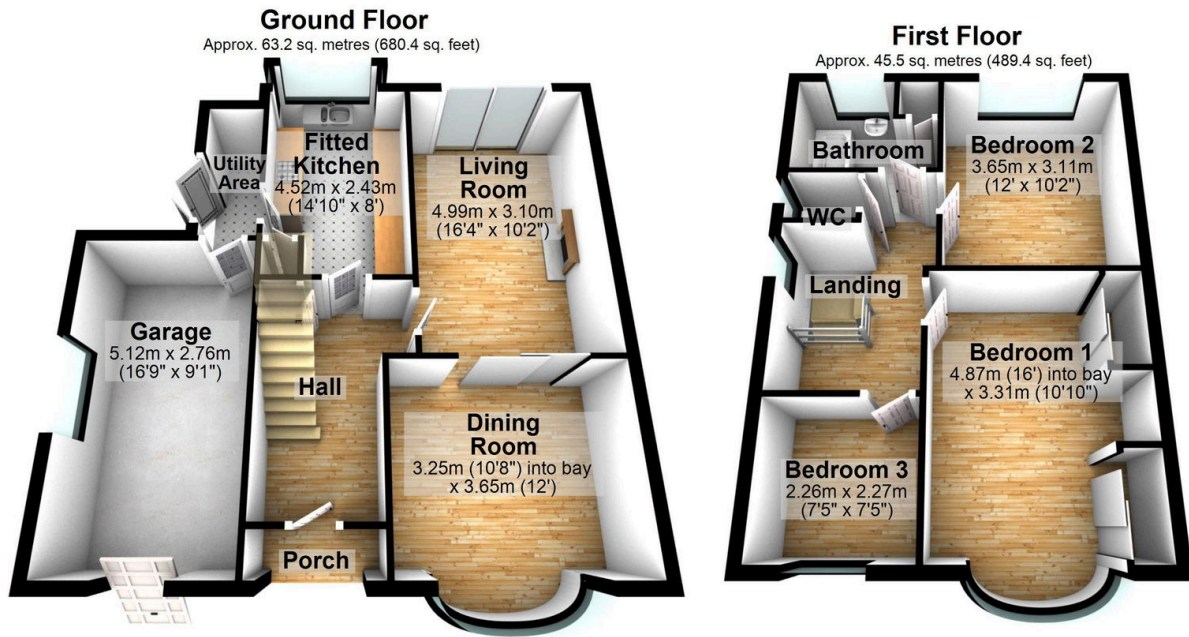 Ground Floor
Approx. 63.2 sq. metres (680.4 sq. feet)
Utility
Area
Fitted
Kitchen
4.52m x 2.43m
(14'10" x 8')
Living
Room
4.99m x 3.10m
(16'4" x 10'2")
Garage
5.12m x 2.76m
(16'9" x 9'1")
Hall
Dining
Room
3.25m (10'8") into bay
x 3.65m (12')
Porch
First Floor
Approx. 45.5 sq. metres (489.4 sq. feet)
Bathroom
Bedroom 2
3.65m x 3.11m
(12' x 10'2")
WC
Landing
Bedroom 1
4.87m (16') into bay
x 3.31m (10'10")
Bedroom 3
2.26m x 2.27m
(7'5" x 7'5")